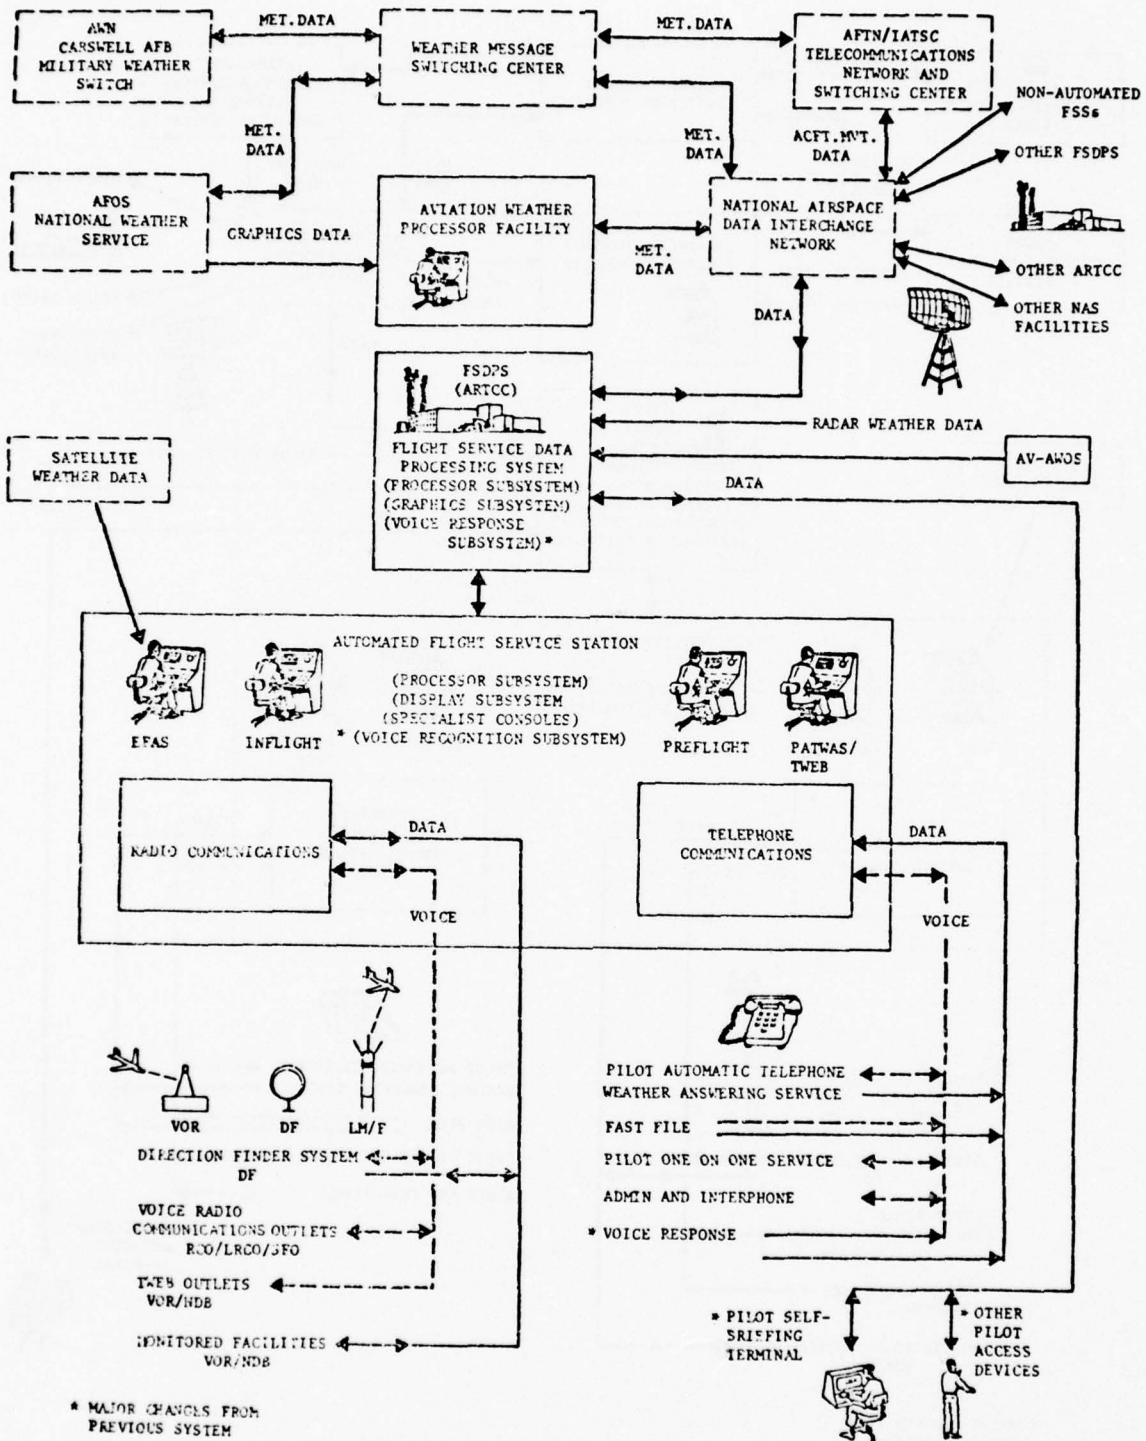 AWN
CARSWELL AFB
MILITARY WEATHER
SWITCH
MET.DATA
WEATHER MESSAGE
SWITCHING CENTER
MET.DATA
AFTN/IATSC
TELECOMMUNICATIONS
NETWORK AND
SWITCHING CENTER
NON-AUTOMATED
FSSs
MET.
DATA
MET.
DATA
ACFT.MVT.
DATA
OTHER FSDPS
AFOS
NATIONAL WEATHER
SERVICE
GRAPHICS DATA
AVIATION WEATHER
PROCESSOR FACILITY
MET.
DATA
NATIONAL AIRSPACE
DATA INTERCHANGE
NETWORK
OTHER ARTCC
OTHER NAS
FACILITIES
DATA
FSDPS
(ARTCC)
FLIGHT SERVICE DATA
PROCESSING SYSTEM
(PROCESSOR SUBSYSTEM)
(GRAPHICS SUBSYSTEM)
(VOICE RESPONSE
SUBSYSTEM)*
RADAR WEATHER DATA
AV-AWOS
DATA
SATELLITE
WEATHER DATA
AUTOMATED FLIGHT SERVICE STATION
(PROCESSOR SUBSYSTEM)
(DISPLAY SUBSYSTEM
(SPECIALIST CONSOLES)
* (VOICE RECOGNITION SUBSYSTEM)
EFAS
INFLIGHT
PREFLIGHT
PATWAS/
TWEB
RADIO COMMUNICATIONS
DATA
VOICE
TELEPHONE
COMMUNICATIONS
DATA
VOICE
VOR
DF
LM/F
DIRECTION FINDER SYSTEM
DF
VOICE RADIO
COMMUNICATIONS OUTLETS
RCO/LRCO/SFO
TWEB OUTLETS
VOR/NDB
MONITORED FACILITIES
VOR/NDB
PILOT AUTOMATIC TELEPHONE
WEATHER ANSWERING SERVICE
FAST FILE
PILOT ONE ON ONE SERVICE
ADMIN AND INTERPHONE
* VOICE RESPONSE
* PILOT SELF-
BRIEFING
TERMINAL
* OTHER
PILOT
ACCESS
DEVICES
* MAJOR CHANGES FROM
PREVIOUS SYSTEM